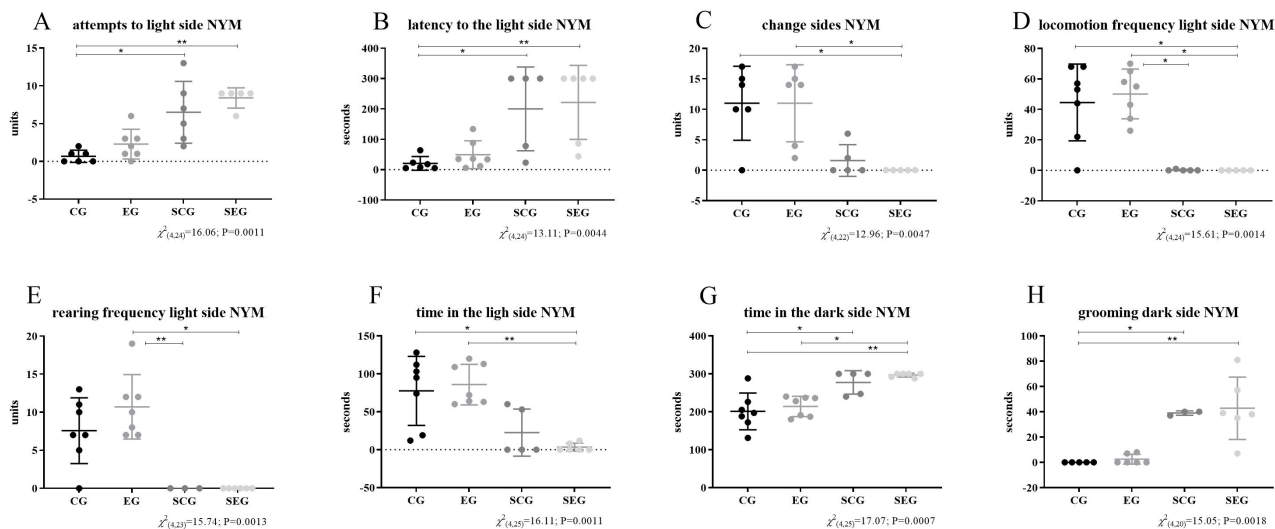 A
attempts to light side NYM
**
*
15
10
5
0
-5
units
CG EG SCG SEG
χ²(4,24)=16.06; P=0.0011
B
latency to the light side NYM
**
*
400
300
200
100
0
-100
seconds
CG EG SCG SEG
χ²(4,24)=13.11; P=0.0044
C
change sides NYM
*
*
20
15
10
5
0
-5
units
CG EG SCG SEG
χ²(4,22)=12.96; P=0.0047
D
locomotion frequency light side NYM
*
*
*
80
60
40
20
0
-20
units
CG EG SCG SEG
χ²(4,24)=15.61; P=0.0014
E
rearing frequency light side NYM
*
**
20
15
10
5
0
units
CG EG SCG SEG
χ²(4,23)=15.74; P=0.0013
F
time in the ligh side NYM
*
**
150
100
50
0
-50
seconds
CG EG SCG SEG
χ²(4,25)=16.11; P=0.0011
G
time in the dark side NYM
*
*
**
400
300
200
100
0
seconds
CG EG SCG SEG
χ²(4,25)=17.07; P=0.0007
H
grooming dark side NYM
*
**
100
80
60
40
20
0
-20
seconds
CG EG SCG SEG
χ²(4,20)=15.05; P=0.0018